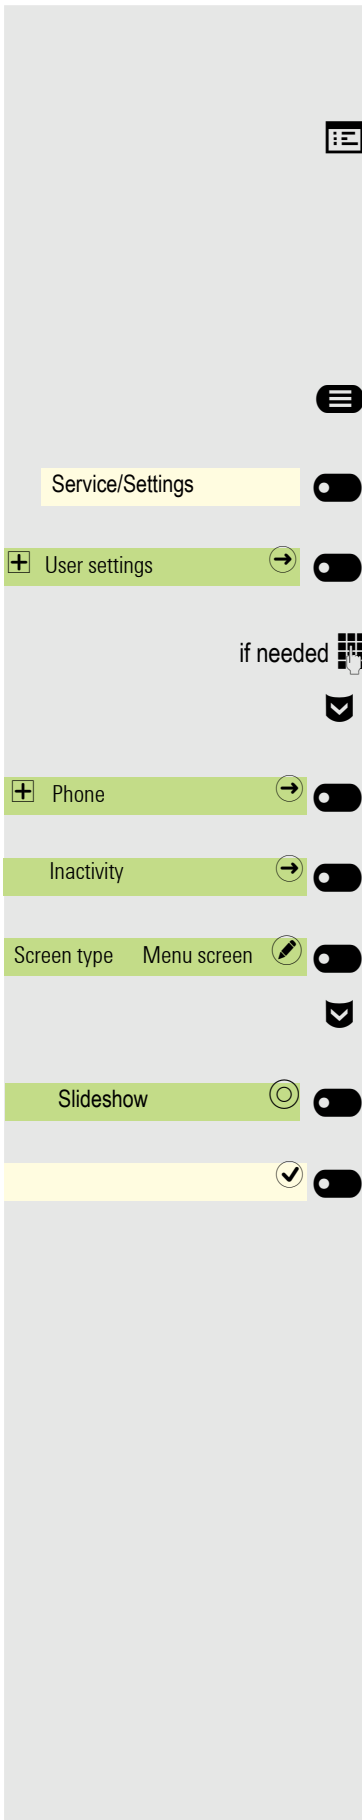 Service/Settings
User settings
if needed
Phone
Inactivity
Screen type Menu screen
Slideshow